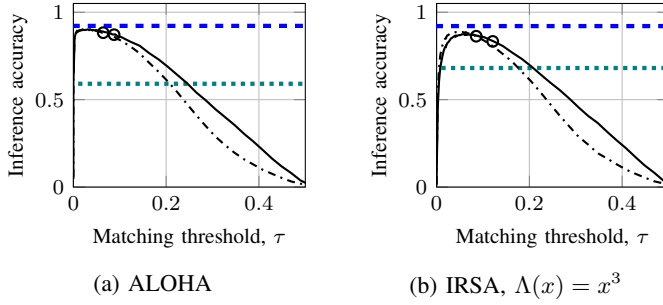 1
0.5
0
0
0.2
0.4
Inference accuracy
Matching threshold, τ
(a) ALOHA
1
0.5
0
0
0.2
0.4
Inference accuracy
Matching threshold, τ
(b) IRSA, Λ(x) = x³